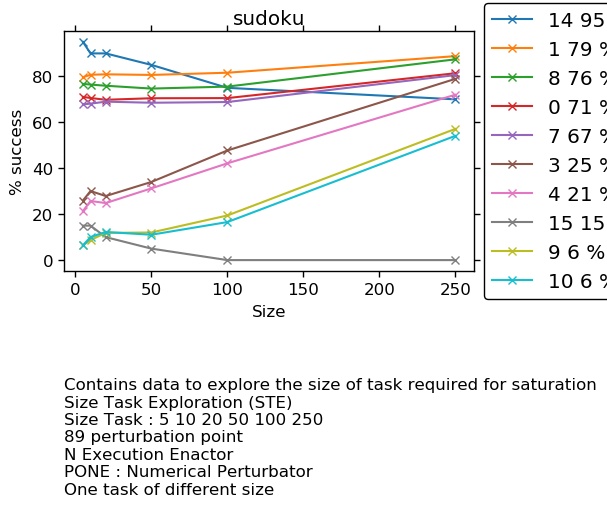 sudoku
80
60
40
20
0
% success
0 50 100 150 200 250
Size
14 95
1 79 %
8 76 %
0 71 %
7 67 %
3 25 %
4 21 %
15 15
9 6 %
10 6 %
Contains data to explore the size of task required for saturation
Size Task Exploration (STE)
Size Task : 5 10 20 50 100 250
89 perturbation point
N Execution Enactor
PONE : Numerical Perturbator
One task of different size